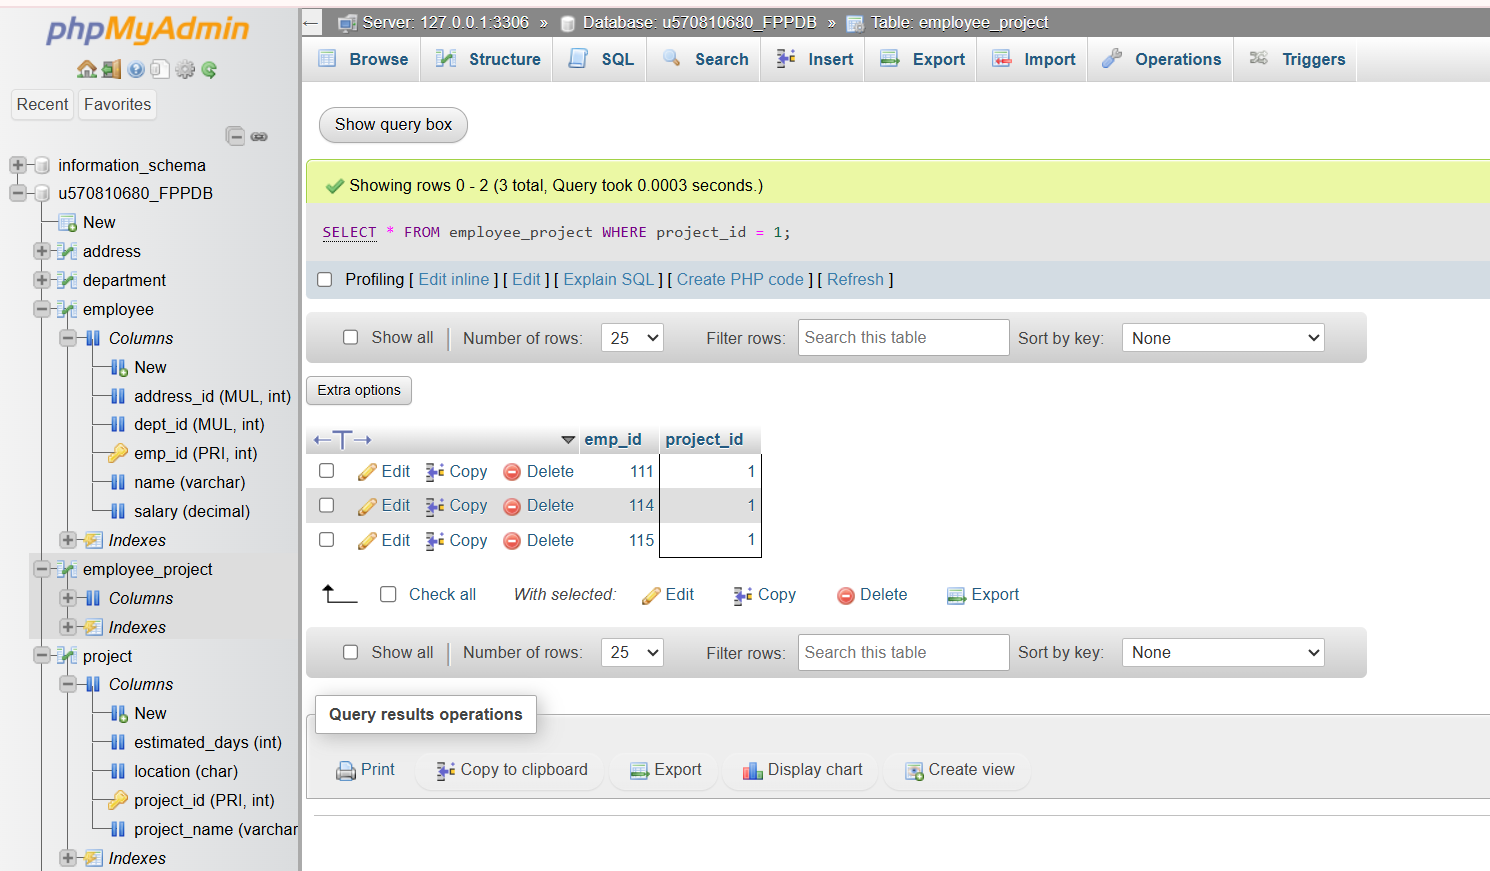 phpMyAdmin
Recent Favorites
information_schema
u570810680_FPPDB
New
address
department
employee
Columns
New
address_id (MUL, int)
dept_id (MUL, int)
emp_id (PRI, int)
name (varchar)
salary (decimal)
Indexes
employee_project
Columns
Indexes
project
Columns
New
estimated_days (int)
location (char)
project_id (PRI, int)
project_name (varchar
Indexes
Server: 127.0.0.1:3306 » Database: u570810680_FPPDB » Table: employee_project
Browse Structure SQL Search Insert Export Import Operations Triggers
Show query box
Showing rows 0 - 2 (3 total, Query took 0.0003 seconds.)
SELECT * FROM employee_project WHERE project_id = 1;
Profiling [ Edit inline ] [ Edit ] [ Explain SQL ] [ Create PHP code ] [ Refresh ]
Show all Number of rows: 25 Filter rows: Search this table Sort by key: None
Extra options
←T→ emp_id project_id
Edit Copy Delete 111 1
Edit Copy Delete 114 1
Edit Copy Delete 115 1
Check all With selected: Edit Copy Delete Export
Show all Number of rows: 25 Filter rows: Search this table Sort by key: None
Query results operations
Print Copy to clipboard Export Display chart Create view